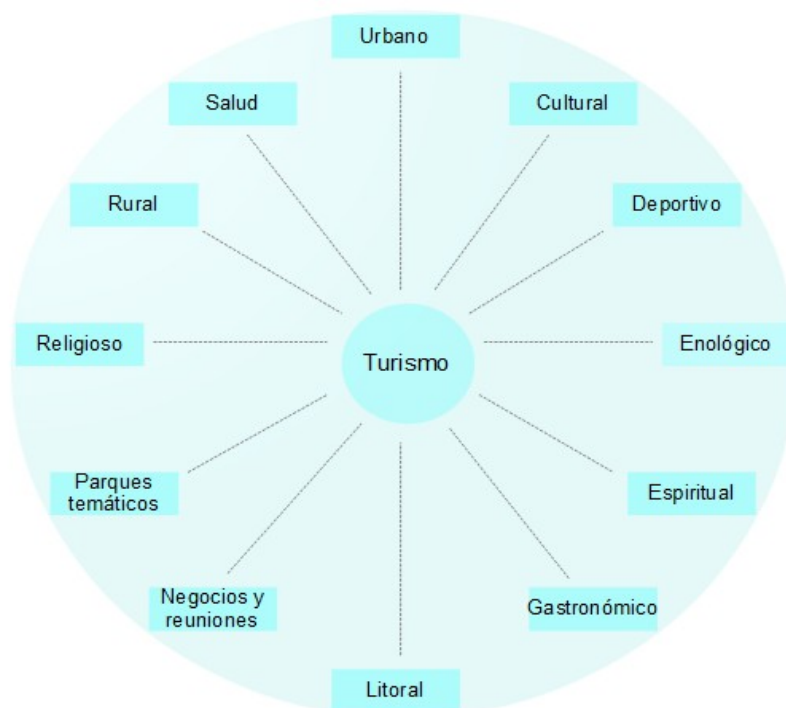 Urbano
Salud
Cultural
Rural
Deportivo
Religioso
Turismo
Enológico
Parques
temáticos
Espiritual
Negocios y
reuniones
Gastronómico
Litoral